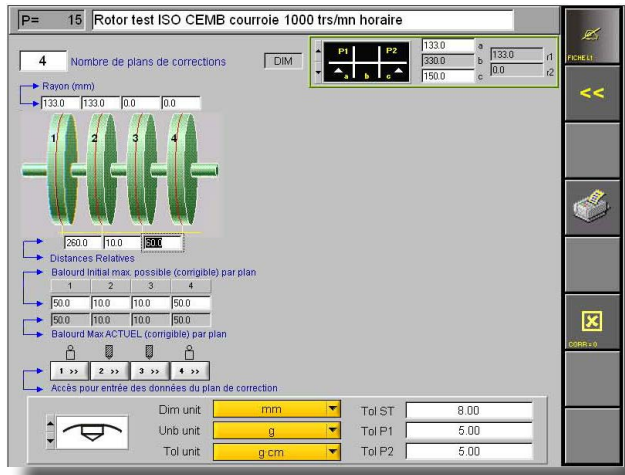 P= 15 Rotor test ISO CEMB courroie 1000 trs/mn horaire
4 Nombre de plans de corrections DIM
P1 P2
a b c
133.0 a
330.0 b
150.0 c
133.0 r1
0.0 r2
FICHE L1
<<
Rayon (mm)
133.0 133.0 0.0 0.0
1 2 3 4
260.0 10.0 50.0
Distances Relatives
Balourd Initial max. possible (corrigible) par plan
1 2 3 4
50.0 10.0 10.0 50.0
50.0 10.0 10.0 50.0
Balourd Max ACTUEL (corrigible) par plan
CORR = 0
1 >> 2 >> 3 >> 4 >>
Accès pour entrée des données du plan de correction
Dim unit mm Tol ST 8.00
Unb unit g Tol P1 5.00
Tol unit g·cm Tol P2 5.00